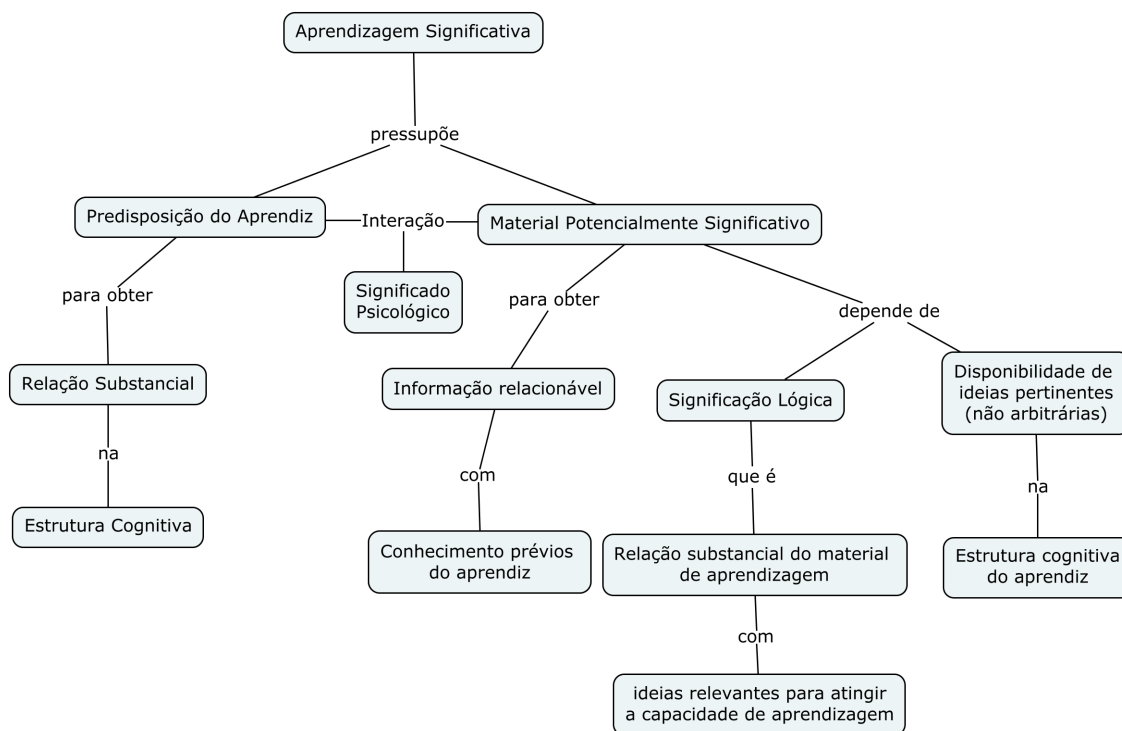 Aprendizagem Significativa
pressupõe
Predisposição do Aprendiz
Interação
Material Potencialmente Significativo
Significado
Psicológico
para obter
para obter
depende de
Relação Substancial
Informação relacionável
Significação Lógica
Disponibilidade de
ideias pertinentes
(não arbitrárias)
na
com
que é
na
Estrutura Cognitiva
Conhecimento prévios
do aprendiz
Relação substancial do material
de aprendizagem
Estrutura cognitiva
do aprendiz
com
ideias relevantes para atingir
a capacidade de aprendizagem